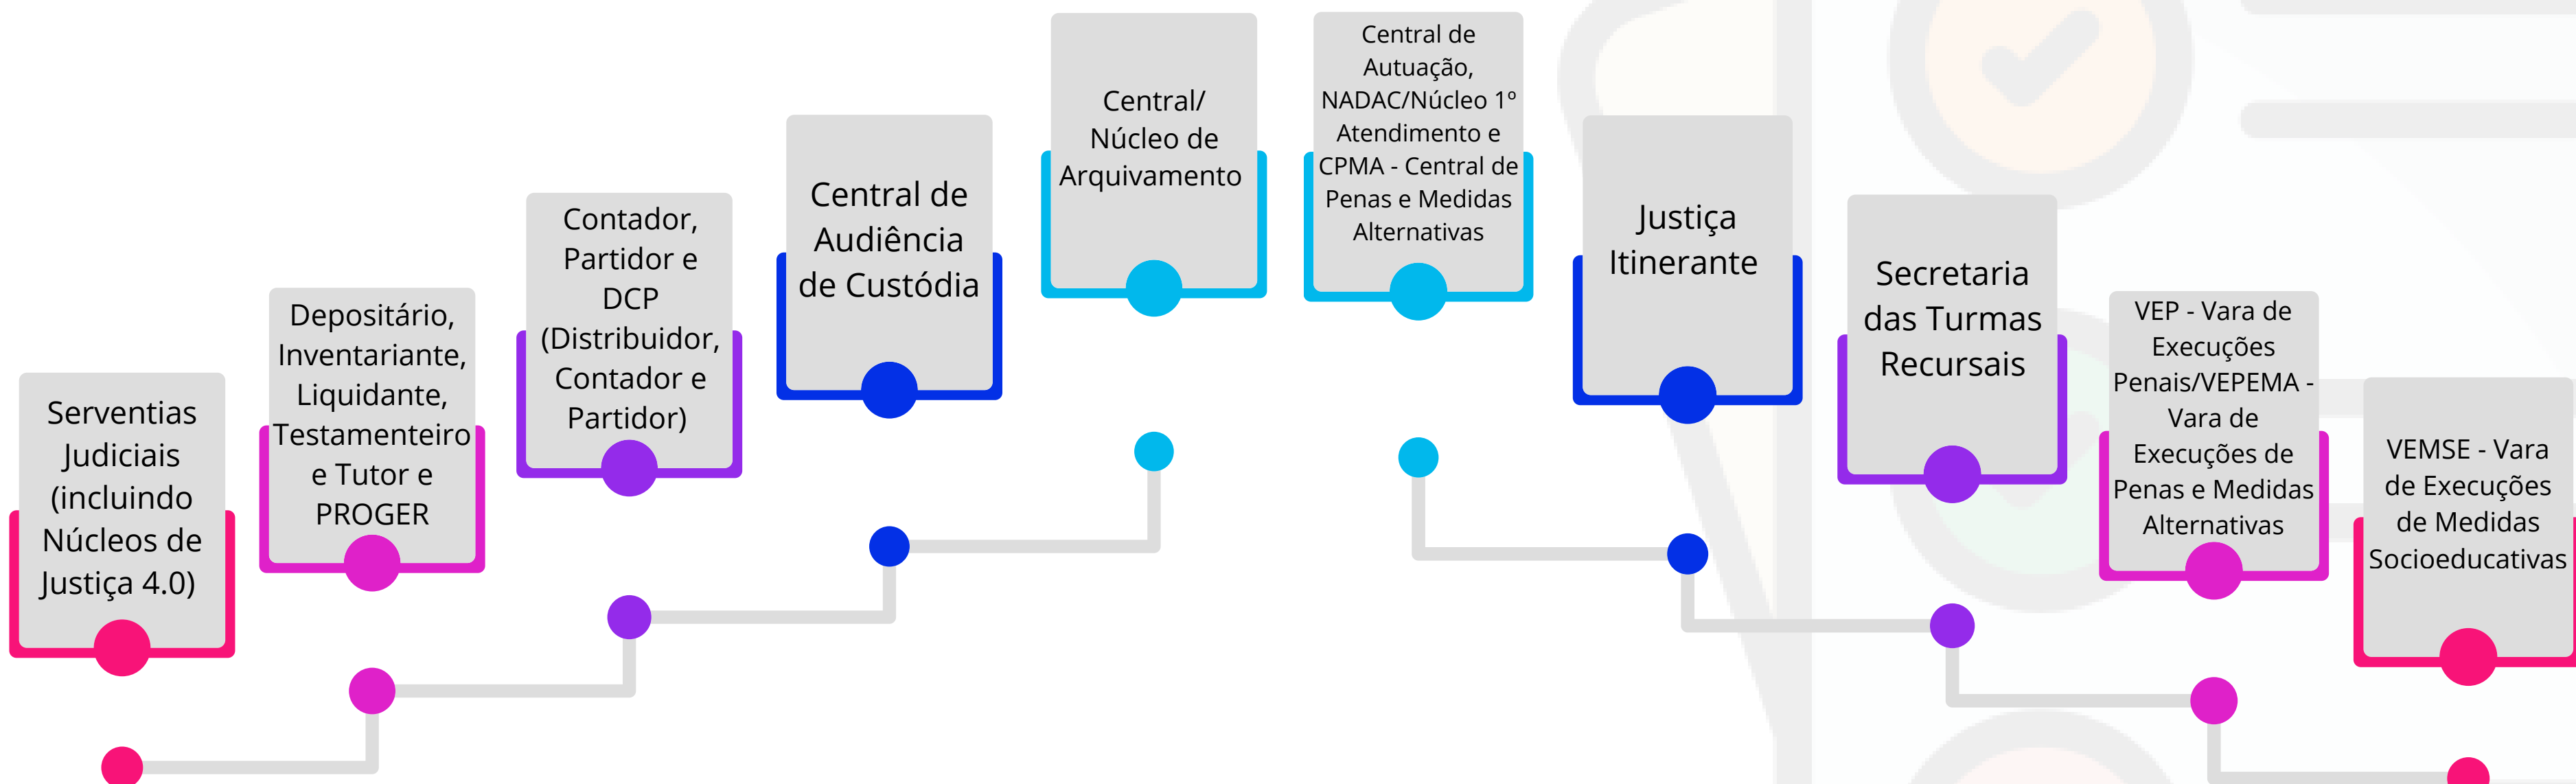 Serventias
Judiciais
(incluindo
Núcleos de
Justiça 4.0)
Depositário,
Inventariante,
Liquidante,
Testamenteiro
e Tutor e
PROGER
Contador,
Partidor e
DCP
(Distribuidor,
Contador e
Partidor)
Central de
Audiência
de Custódia
Central/
Núcleo de
Arquivamento
Central de
Autuação,
NADAC/Núcleo 1º
Atendimento e
CPMA - Central de
Penas e Medidas
Alternativas
Justiça
Itinerante
Secretaria
das Turmas
Recursais
VEP - Vara de
Execuções
Penais/VEPEMA -
Vara de
Execuções de
Penas e Medidas
Alternativas
VEMSE - Vara
de Execuções
de Medidas
Socioeducativas